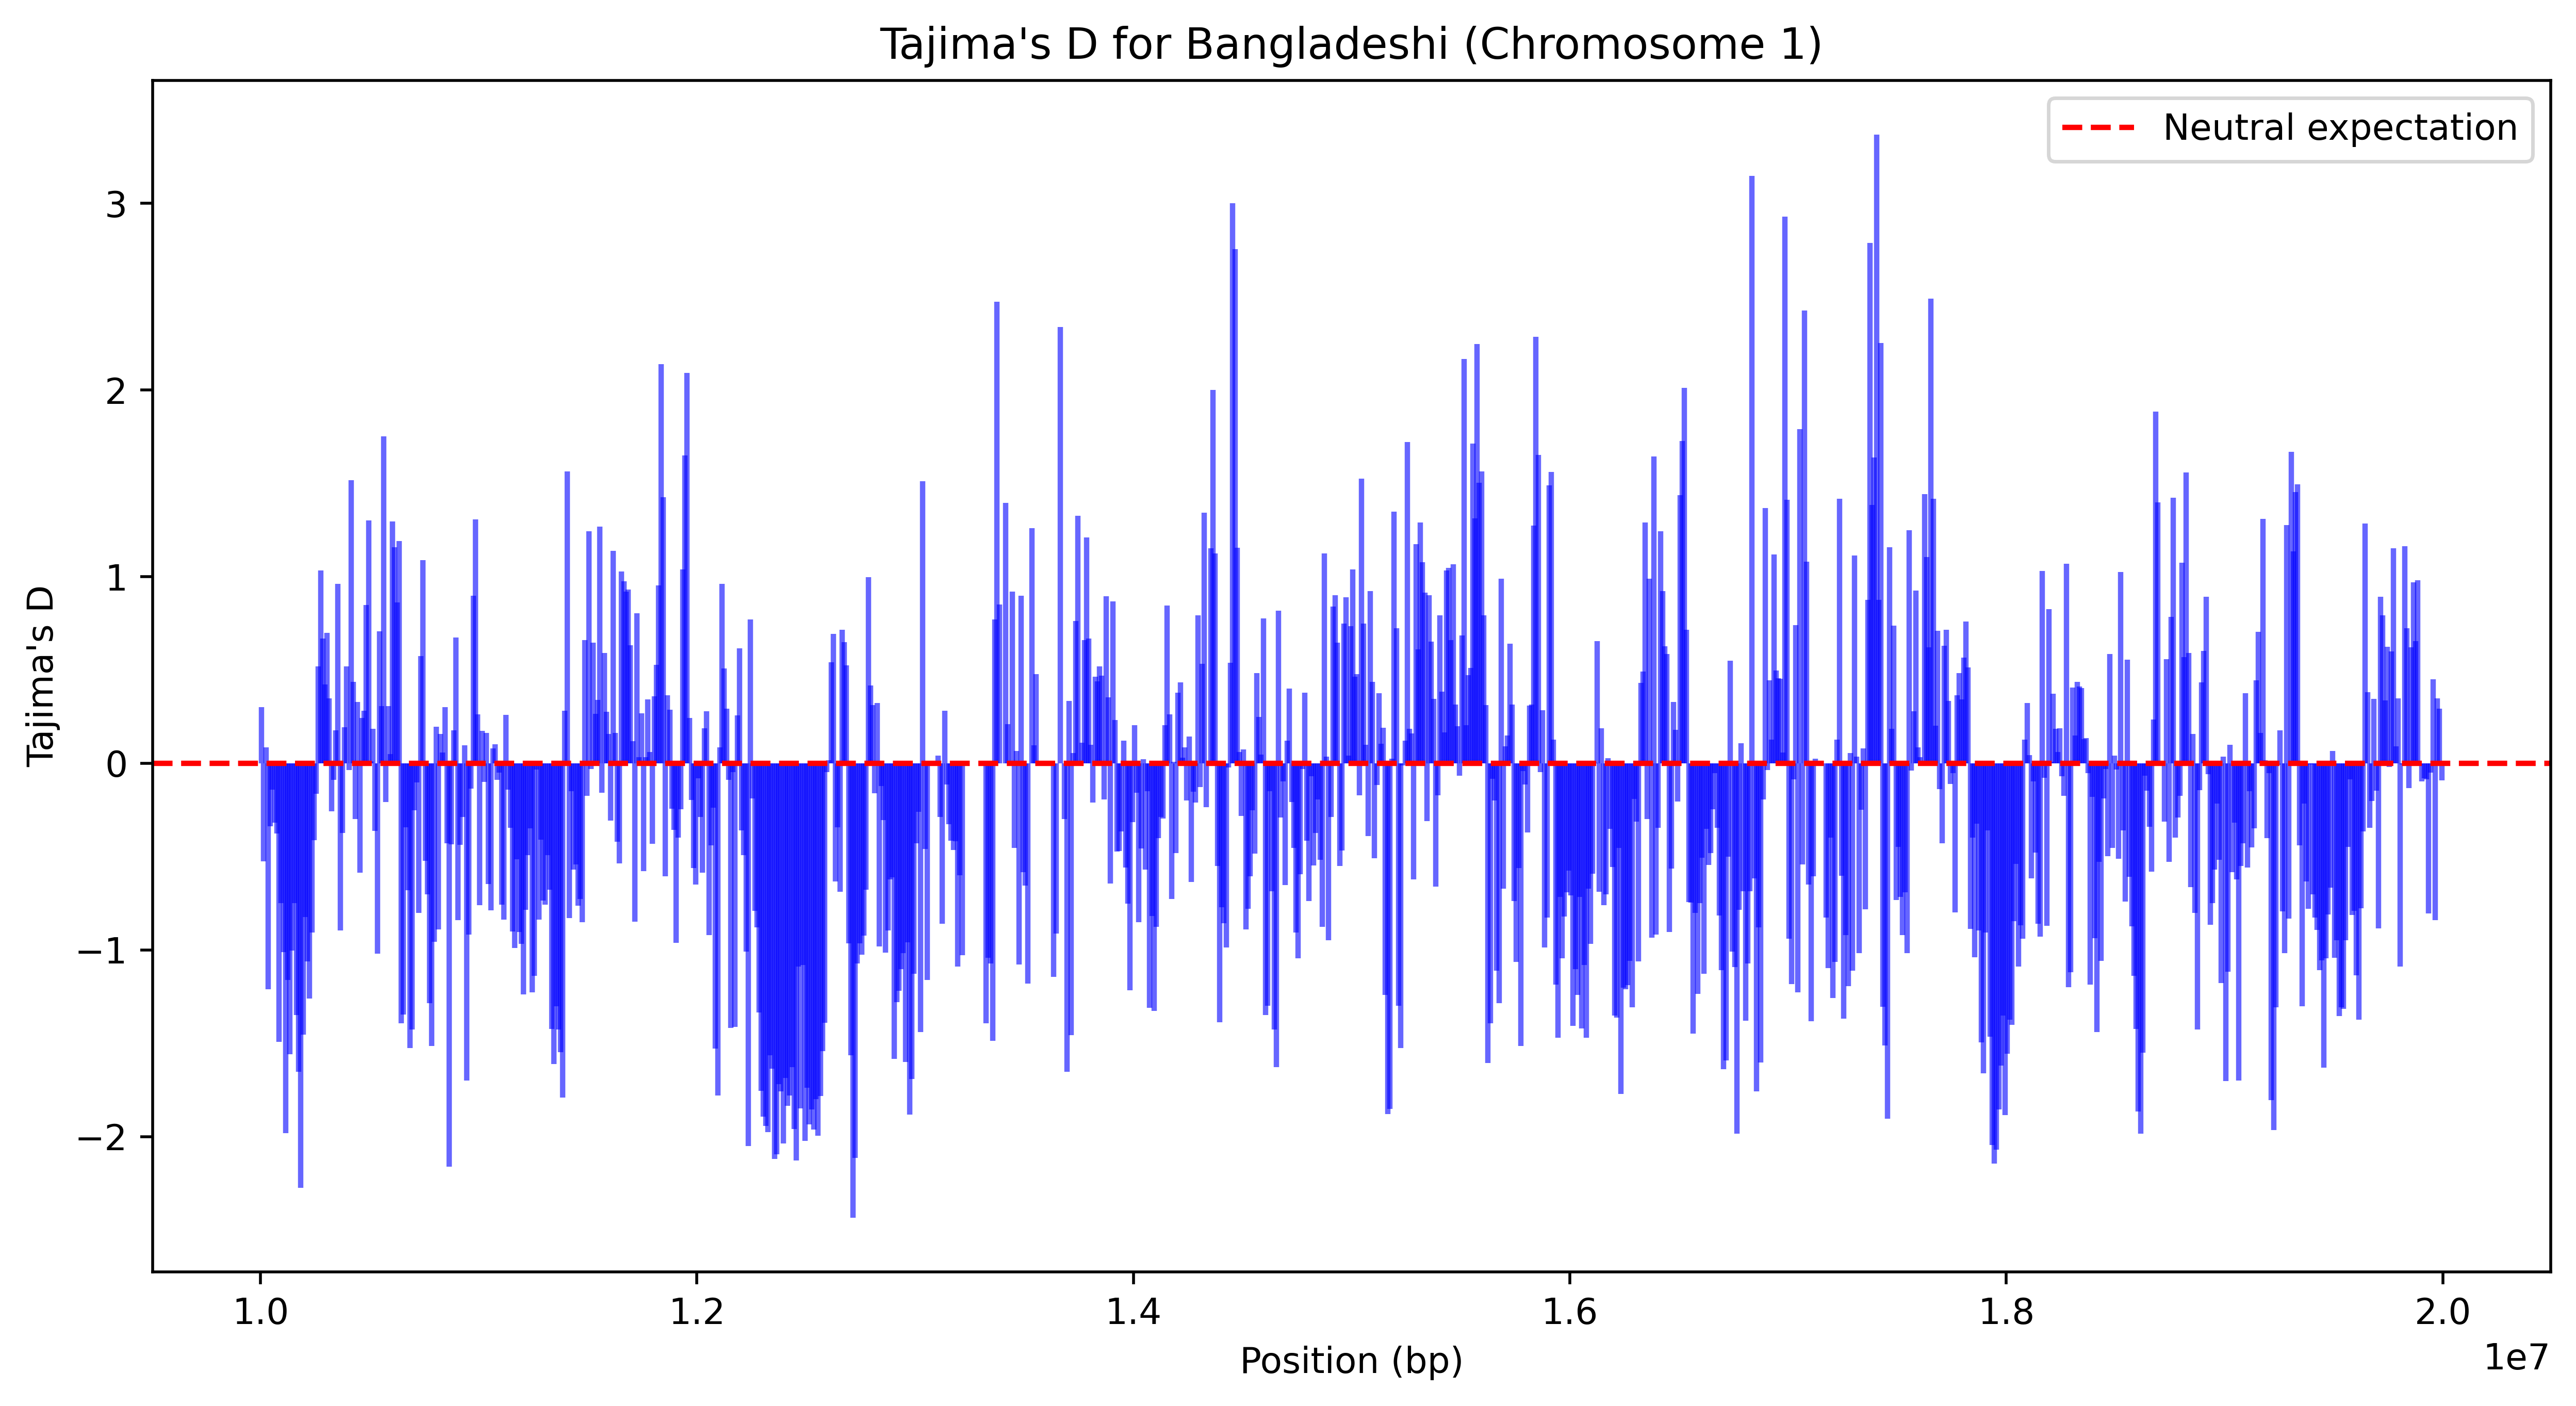 Tajima's D for Bangladeshi (Chromosome 1)
Neutral expectation
Tajima's D
3
2
1
0
−1
−2
1.0 1.2 1.4 1.6 1.8 2.0
1e7
Position (bp)